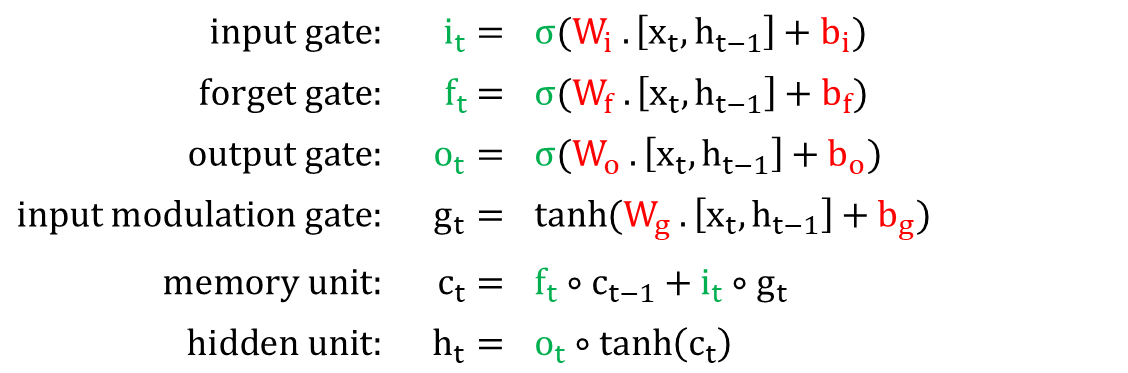 input gate: iₜ = σ(Wᵢ . [xₜ, hₜ₋₁] + bᵢ)
forget gate: fₜ = σ(W_f . [xₜ, hₜ₋₁] + b_f)
output gate: oₜ = σ(Wₒ . [xₜ, hₜ₋₁] + bₒ)
input modulation gate: gₜ = tanh(W_g . [xₜ, hₜ₋₁] + b_g)
memory unit: cₜ = fₜ ∘ cₜ₋₁ + iₜ ∘ gₜ
hidden unit: hₜ = oₜ ∘ tanh(cₜ)